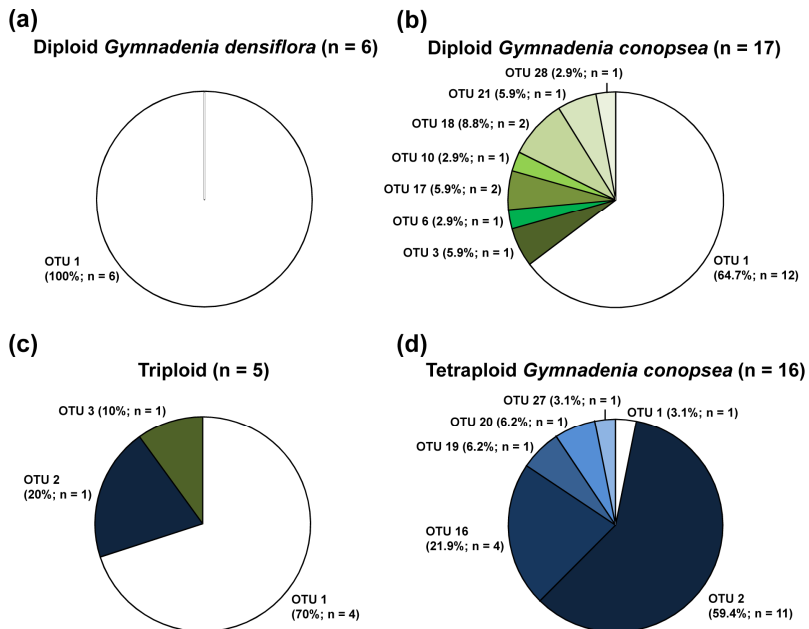 (a)
Diploid Gymnadenia densiflora (n = 6)
OTU 1
(100%; n = 6)
(b)
Diploid Gymnadenia conopsea (n = 17)
OTU 28 (2.9%; n = 1)
OTU 21 (5.9%; n = 1)
OTU 18 (8.8%; n = 2)
OTU 10 (2.9%; n = 1)
OTU 17 (5.9%; n = 2)
OTU 6 (2.9%; n = 1)
OTU 3 (5.9%; n = 1)
OTU 1
(64.7%; n = 12)
(c)
Triploid (n = 5)
OTU 3 (10%; n = 1)
OTU 2
(20%; n = 1)
OTU 1
(70%; n = 4)
(d)
Tetraploid Gymnadenia conopsea (n = 16)
OTU 27 (3.1%; n = 1)
OTU 1 (3.1%; n = 1)
OTU 20 (6.2%; n = 1)
OTU 19 (6.2%; n = 1)
OTU 16
(21.9%; n = 4)
OTU 2
(59.4%; n = 11)